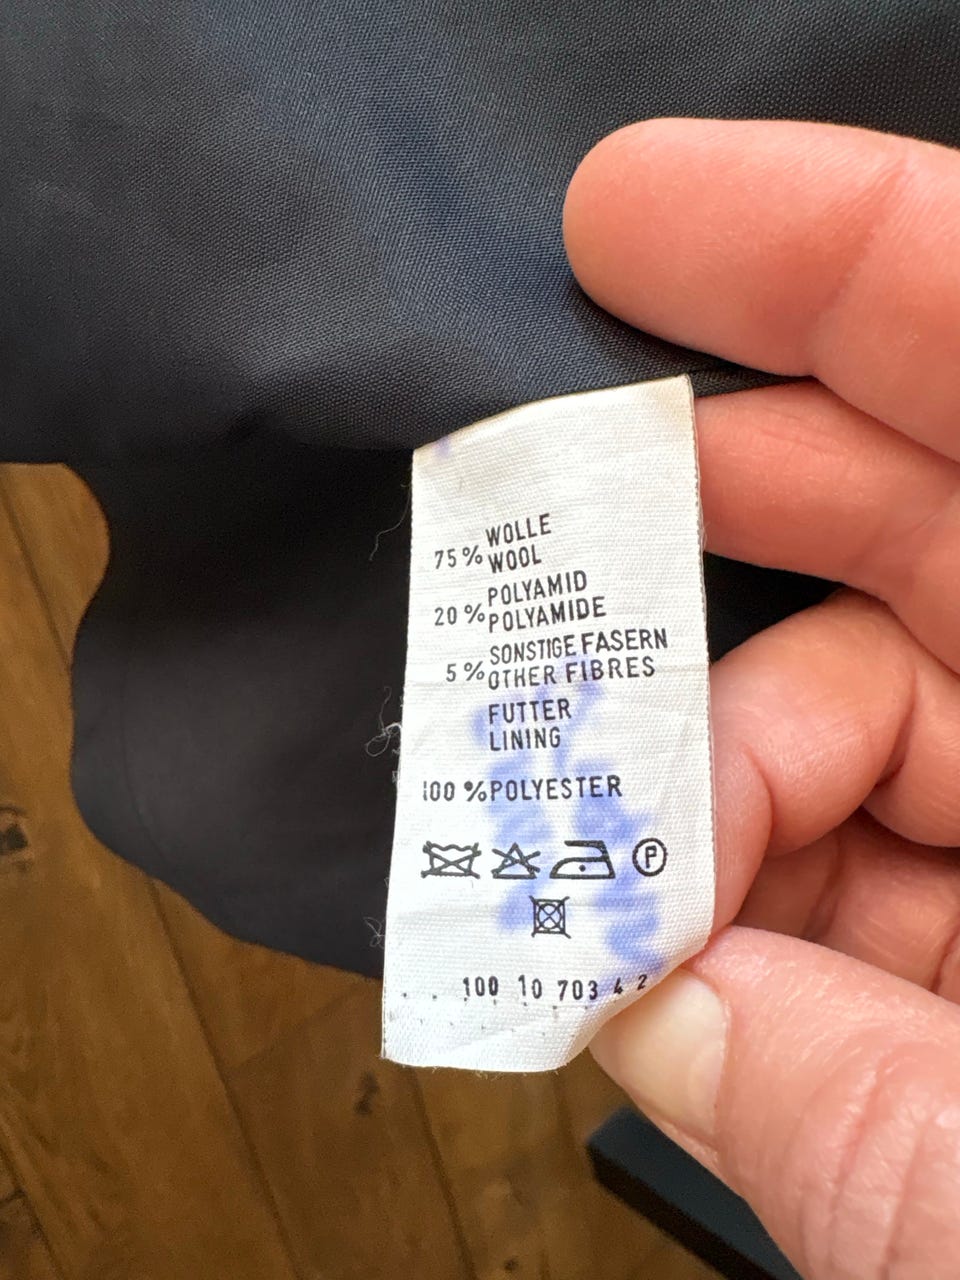 WOLLE
75% WOOL
POLYAMID
20% POLYAMIDE
SONSTIGE FASERN
5% OTHER FIBRES
FUTTER
LINING
100% POLYESTER
P
100 10 703 4 2